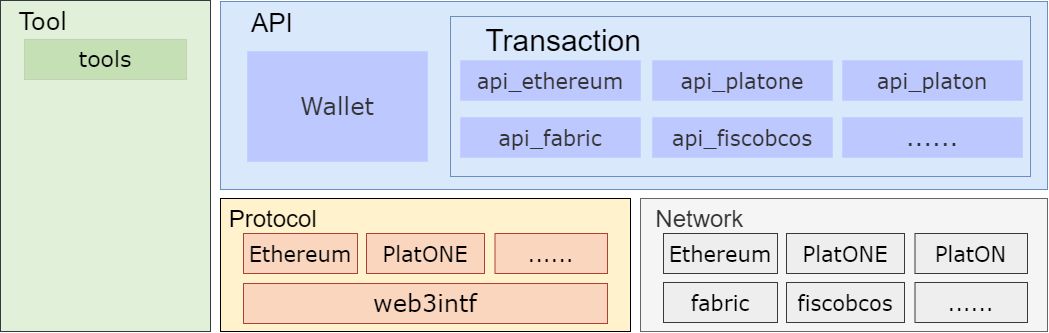 Tool
tools
API
Wallet
Transaction
api_ethereum api_platone api_platon
api_fabric api_fiscobcos ......
Protocol
Ethereum PlatONE ......
web3intf
Network
Ethereum PlatONE PlatON
fabric fiscobcos ......